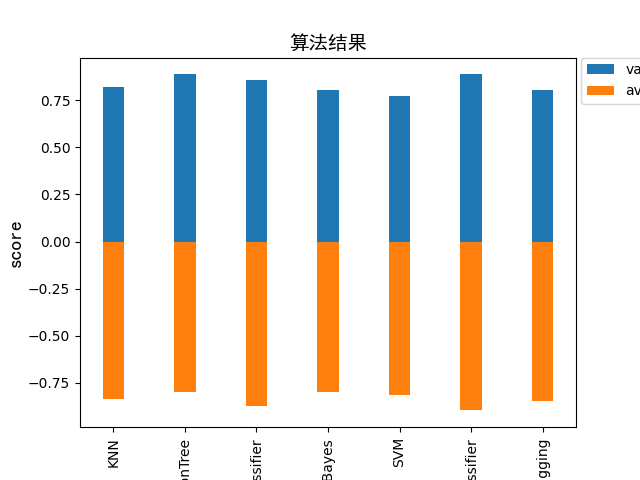 算法结果
va
av
score
0.75
0.50
0.25
0.00
−0.25
−0.50
−0.75
KNN
onTree
ssifier
Bayes
SVM
ssifier
gging